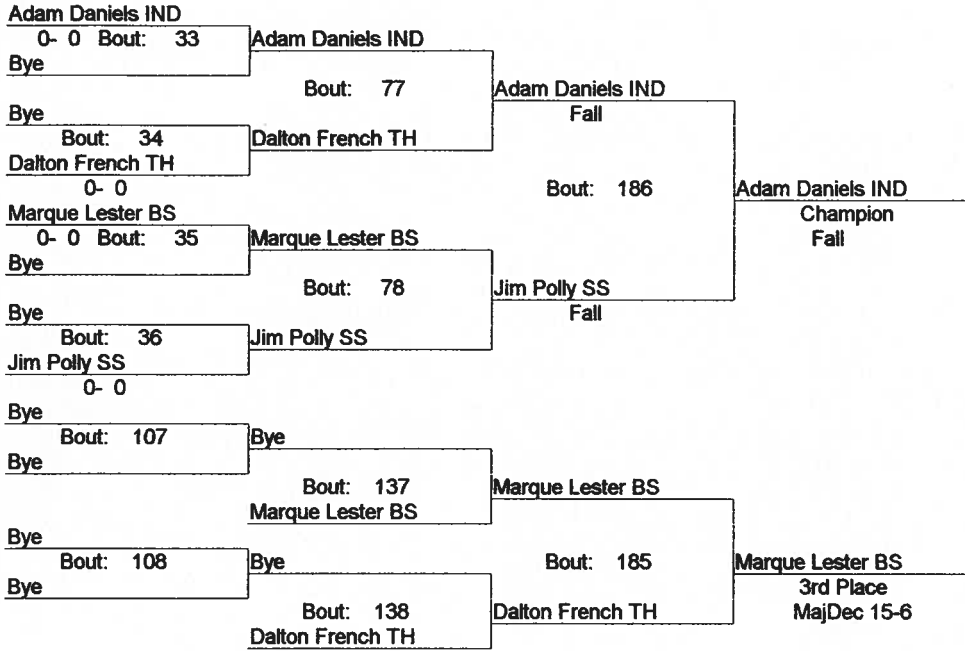 Adam Daniels IND
0- 0 Bout: 33
Adam Daniels IND
Bye
Bout: 77
Adam Daniels IND
Bye
Fall
Bout: 34
Dalton French TH
Dalton French TH
0- 0
Bout: 186
Adam Daniels IND
Marque Lester BS
Champion
0- 0 Bout: 35
Marque Lester BS
Fall
Bye
Bout: 78
Jim Polly SS
Bye
Fall
Bout: 36
Jim Polly SS
Jim Polly SS
0- 0
Bye
Bout: 107
Bye
Bye
Bout: 137
Marque Lester BS
Marque Lester BS
Bye
Bout: 108
Bye
Bout: 185
Marque Lester BS
Bye
3rd Place
Bout: 138
Dalton French TH
MajDec 15-6
Dalton French TH